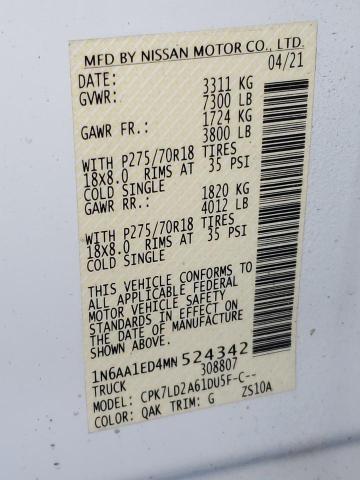 MFD BY NISSAN MOTOR CO., LTD.
DATE: 04/21
GVWR: 3311 KG
7300 LB
GAWR FR.: 1724 KG
3800 LB
WITH P275/70R18 TIRES
18x8.0 RIMS AT 35 PSI
COLD SINGLE
GAWR RR.: 1820 KG
4012 LB
WITH P275/70R18 TIRES
18x8.0 RIMS AT 35 PSI
COLD SINGLE
THIS VEHICLE CONFORMS TO
ALL APPLICABLE FEDERAL
MOTOR VEHICLE SAFETY
STANDARDS IN EFFECT ON
THE DATE OF MANUFACTURE
SHOWN ABOVE.
1N6AA1ED4MN524342
TRUCK 308807
MODEL: CPK7LD2A61DU5F-C--
COLOR: QAK TRIM: G ZS10A